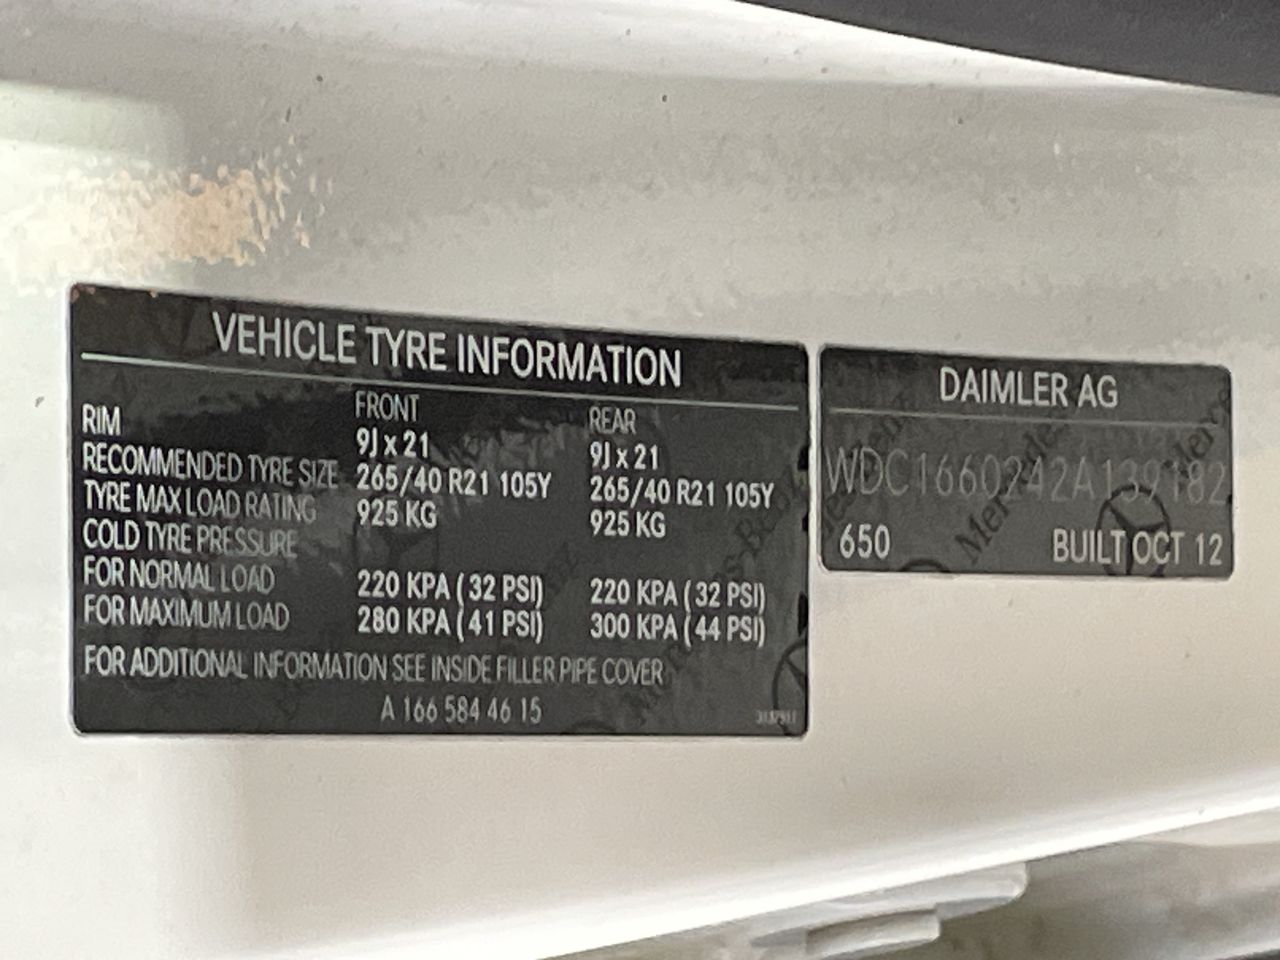 VEHICLE TYRE INFORMATION
FRONT REAR
RIM 9J x 21 9J x 21
RECOMMENDED TYRE SIZE 265/40 R21 105Y 265/40 R21 105Y
TYRE MAX LOAD RATING 925 KG 925 KG
COLD TYRE PRESSURE
FOR NORMAL LOAD 220 KPA ( 32 PSI) 220 KPA ( 32 PSI)
FOR MAXIMUM LOAD 280 KPA ( 41 PSI) 300 KPA ( 44 PSI)
FOR ADDITIONAL INFORMATION SEE INSIDE FILLER PIPE COVER
A 166 584 46 15
DAIMLER AG
WDC1660242A139182
650 BUILT OCT 12